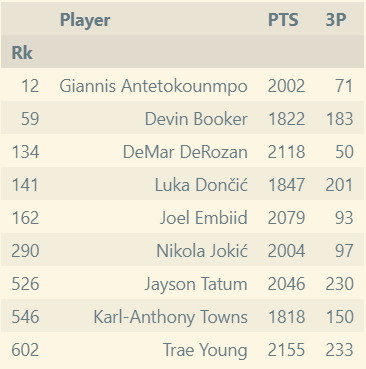 Player PTS 3P
Rk
12 Giannis Antetokounmpo 2002 71
59 Devin Booker 1822 183
134 DeMar DeRozan 2118 50
141 Luka Dončić 1847 201
162 Joel Embiid 2079 93
290 Nikola Jokić 2004 97
526 Jayson Tatum 2046 230
546 Karl-Anthony Towns 1818 150
602 Trae Young 2155 233